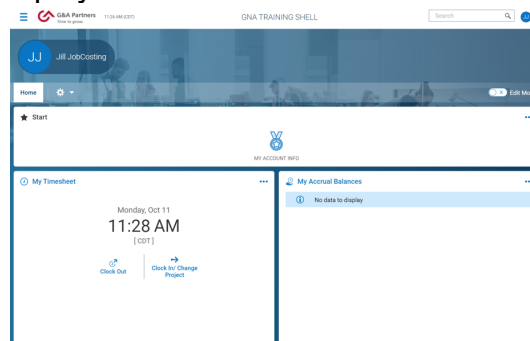 G&A Partners
Time to grow.
11:26 AM (CDT)
GNA TRAINING SHELL
Search
JJ
JJ
Jill JobCosting
Home
Edit Mo
Start
MY ACCOUNT INFO
My Timesheet
Monday, Oct 11
11:28 AM
[ CDT ]
Clock Out
Clock In/ Change
Project
My Accrual Balances
No data to display